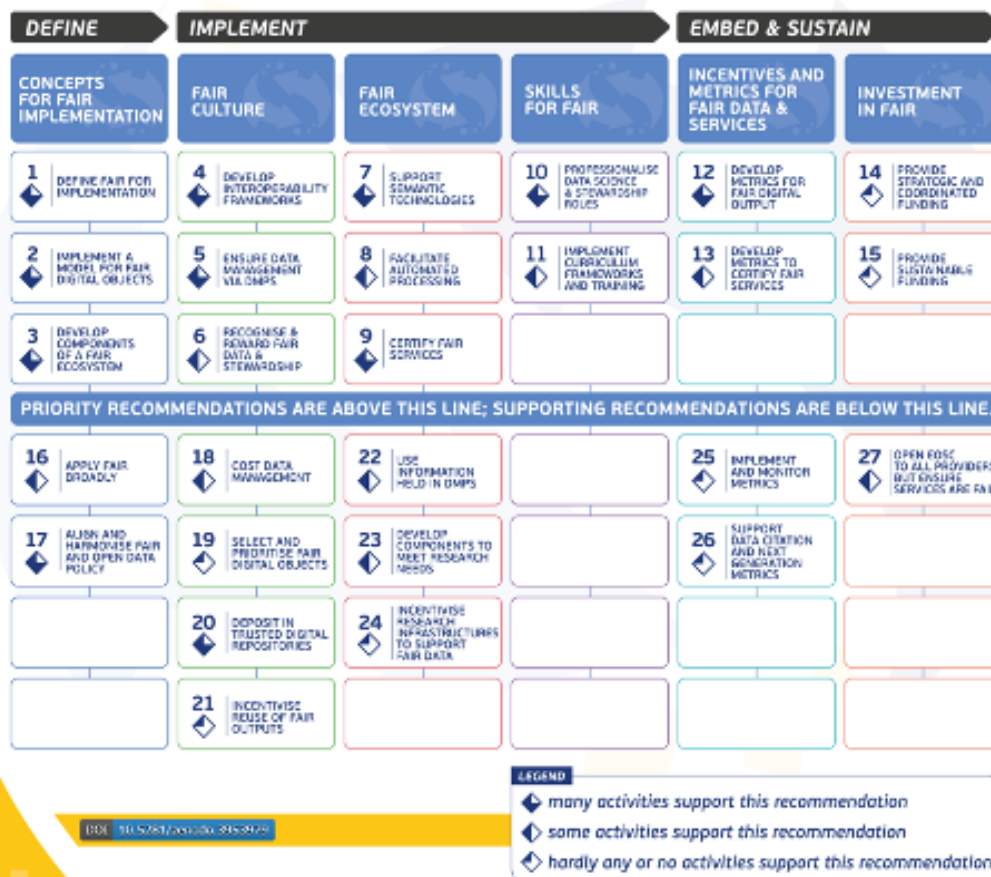 DEFINE
IMPLEMENT
EMBED & SUSTAIN
CONCEPTS
FOR FAIR
IMPLEMENTATION
FAIR
CULTURE
FAIR
ECOSYSTEM
SKILLS
FOR FAIR
INCENTIVES AND
METRICS FOR
FAIR DATA &
SERVICES
INVESTMENT
IN FAIR
1
DEFINE FAIR FOR
IMPLEMENTATION
4
DEVELOP
INTEROPERABILITY
FRAMEWORKS
7
SUPPORT
SEMANTIC
TECHNOLOGIES
10
PROFESSIONALISE
DATA SCIENCE
& STEWARDSHIP
ROLES
12
DEVELOP
METRICS FOR
FAIR DIGITAL
OUTPUT
14
PROVIDE
STRATEGIC AND
COORDINATED
FUNDING
2
IMPLEMENT A
MODEL FOR FAIR
DIGITAL OBJECTS
5
ENSURE DATA
MANAGEMENT
VIA DMPS
8
FACILITATE
AUTOMATED
PROCESSING
11
IMPLEMENT
CURRICULUM
FRAMEWORKS
AND TRAINING
13
DEVELOP
METRICS TO
CERTIFY FAIR
SERVICES
15
PROVIDE
SUSTAINABLE
FUNDING
3
DEVELOP
COMPONENTS
OF A FAIR
ECOSYSTEM
6
RECOGNISE &
REWARD FAIR
DATA &
STEWARDSHIP
9
CERTIFY FAIR
SERVICES
PRIORITY RECOMMENDATIONS ARE ABOVE THIS LINE; SUPPORTING RECOMMENDATIONS ARE BELOW THIS LINE.
16
APPLY FAIR
BROADLY
18
COST DATA
MANAGEMENT
22
USE
INFORMATION
HELD IN DMPS
25
IMPLEMENT
AND MONITOR
METRICS
27
OPEN EOSC
TO ALL PROVIDERS
BUT ENSURE
SERVICES ARE FAI
17
ALIGN AND
HARMONISE FAIR
AND OPEN DATA
POLICY
19
SELECT AND
PRIORITISE FAIR
DIGITAL OBJECTS
23
DEVELOP
COMPONENTS TO
MEET RESEARCH
NEEDS
26
SUPPORT
DATA CITATION
AND NEXT
GENERATION
METRICS
20
DEPOSIT IN
TRUSTED DIGITAL
REPOSITORIES
24
INCENTIVISE
RESEARCH
INFRASTRUCTURES
TO SUPPORT
FAIR DATA
21
INCENTIVISE
REUSE OF FAIR
OUTPUTS
LEGEND
many activities support this recommendation
some activities support this recommendation
hardly any or no activities support this recommendation
DOI 10.5281/zenodo.3953979